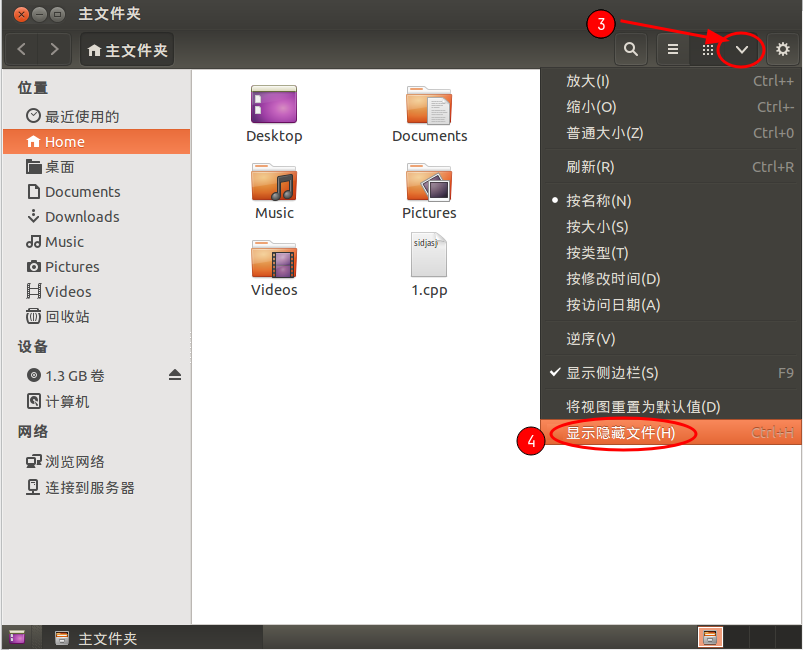 主文件夹
3
主文件夹
位置
最近使用的
Home
桌面
Documents
Downloads
Music
Pictures
Videos
回收站
设备
1.3 GB 卷
计算机
网络
浏览网络
连接到服务器
Desktop
Documents
Music
Pictures
Videos
sidjasj
1.cpp
放大(I) Ctrl++
缩小(O) Ctrl+-
普通大小(Z) Ctrl+0
刷新(R) Ctrl+R
按名称(N)
按大小(S)
按类型(T)
按修改时间(D)
按访问日期(A)
逆序(V)
显示侧边栏(S) F9
将视图重置为默认值(D)
4
显示隐藏文件(H) Ctrl+H
主文件夹